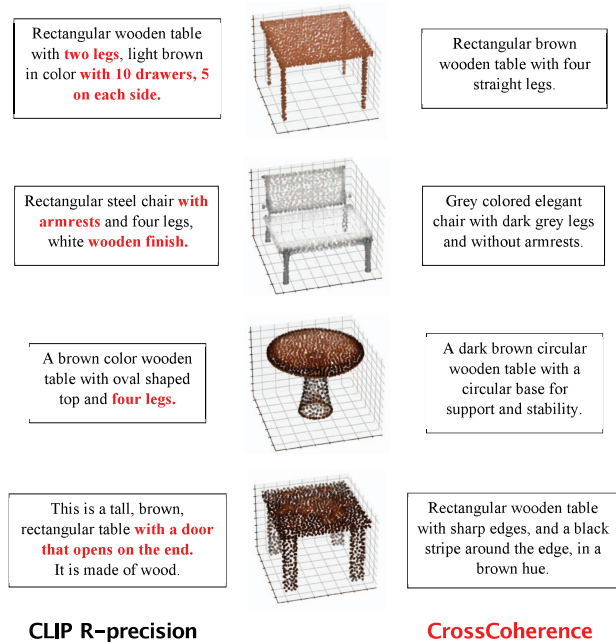 Rectangular wooden table
with two legs, light brown
in color with 10 drawers, 5
on each side.
Rectangular brown
wooden table with four
straight legs.
Rectangular steel chair with
armrests and four legs,
white wooden finish.
Grey colored elegant
chair with dark grey legs
and without armrests.
A brown color wooden
table with oval shaped
top and four legs.
A dark brown circular
wooden table with a
circular base for
support and stability.
This is a tall, brown,
rectangular table with a door
that opens on the end.
It is made of wood.
Rectangular wooden table
with sharp edges, and a black
stripe around the edge, in a
brown hue.
CLIP R-precision
CrossCoherence